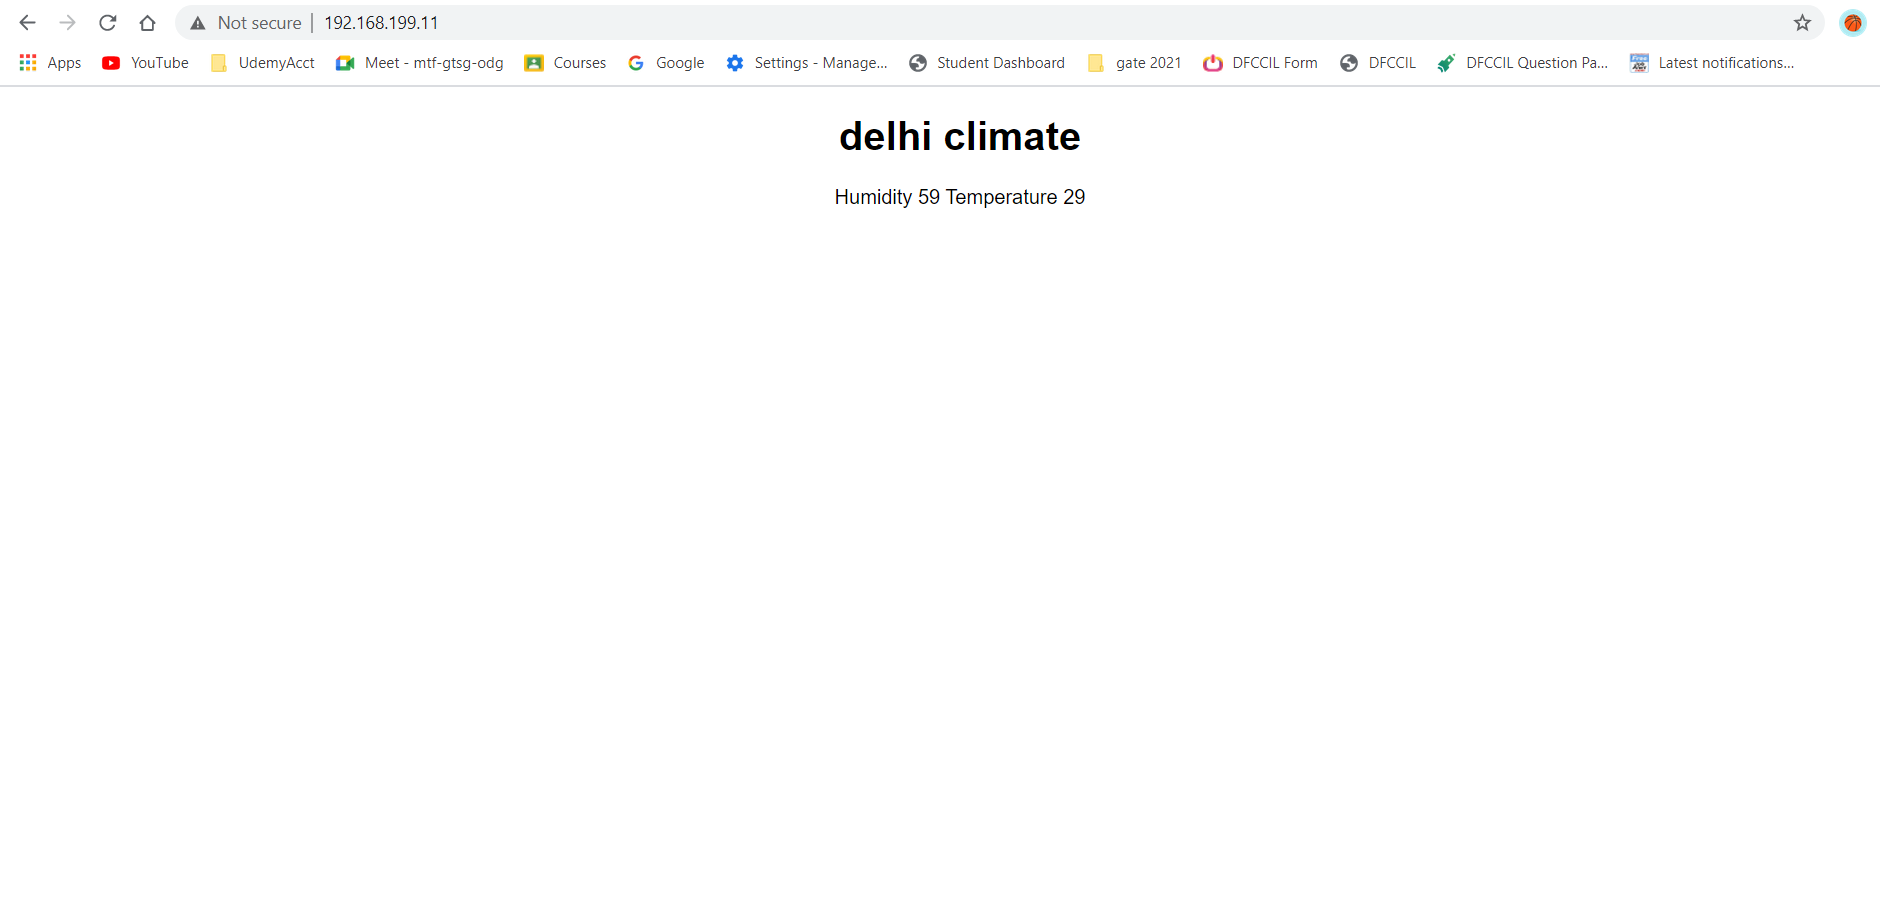 Not secure | 192.168.199.11
Apps YouTube UdemyAcct Meet - mtf-gtsg-odg Courses Google Settings - Manage... Student Dashboard gate 2021 DFCCIL Form DFCCIL DFCCIL Question Pa... Latest notifications...
delhi climate
Humidity 59 Temperature 29